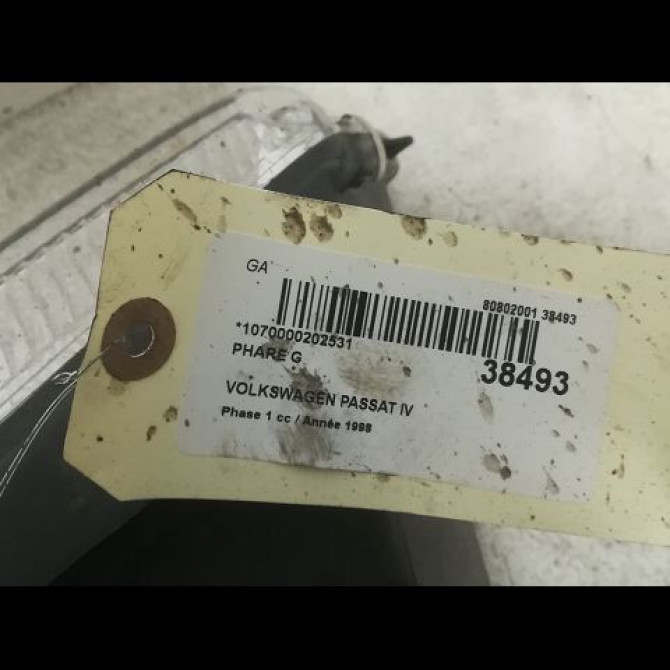 GA
80802001 38493
*1070000202531
38493
PHARE G
VOLKSWAGEN PASSAT IV
Phase 1 cc / Année 1998